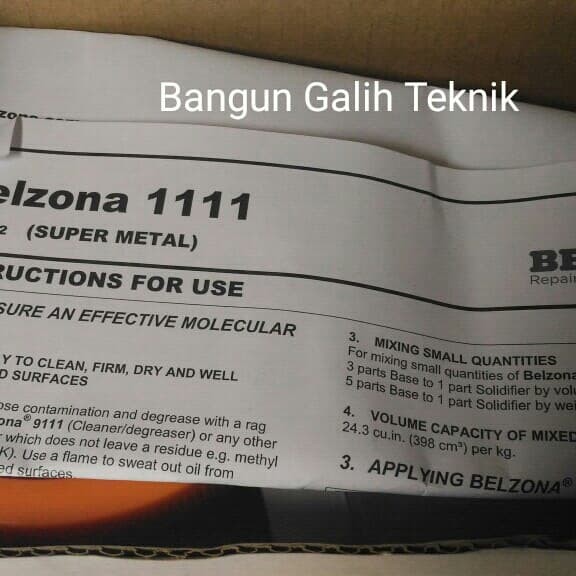 Bangun Galih Teknik
elzona 1111
(SUPER METAL)
BE
Repair
RUCTIONS FOR USE
SURE AN EFFECTIVE MOLECULAR
Y TO CLEAN, FIRM, DRY AND WELL
D SURFACES
ose contamination and degrease with a rag
ona® 9111 (Cleaner/degreaser) or any other
r which does not leave a residue e.g. methyl
K). Use a flame to sweat out oil from
ed surfaces.
3. MIXING SMALL QUANTITIES
For mixing small quantities of Belzona
3 parts Base to 1 part Solidifier by volu
5 parts Base to 1 part Solidifier by wei
4. VOLUME CAPACITY OF MIXED
24.3 cu.in. (398 cm³) per kg.
3. APPLYING BELZONA®